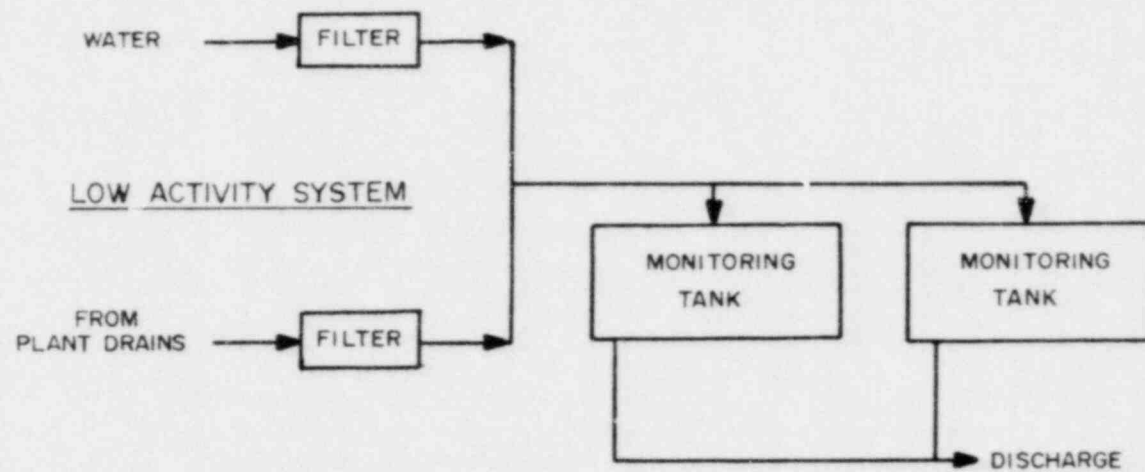 WATER
FILTER
LOW ACTIVITY SYSTEM
MONITORING
TANK
MONITORING
TANK
FROM
PLANT DRAINS
FILTER
DISCHARGE